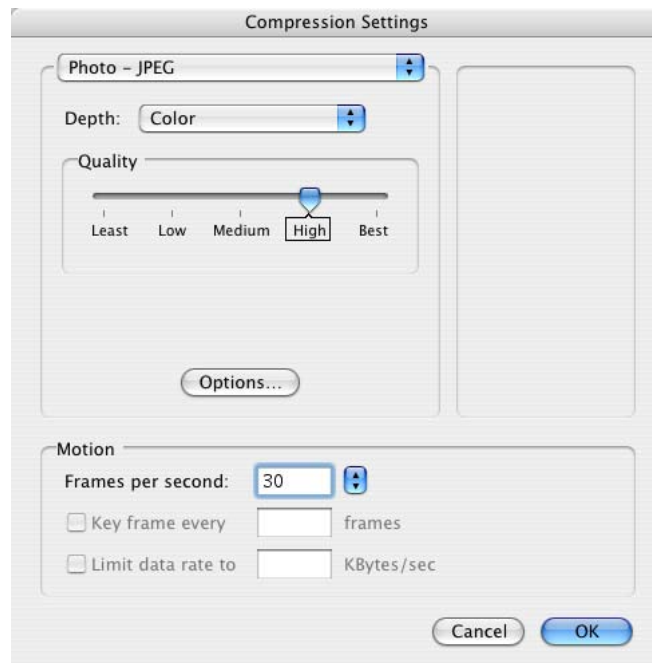 Compression Settings
Photo – JPEG
Depth: Color
Quality
Least Low Medium High Best
Options...
Motion
Frames per second: 30
Key frame every frames
Limit data rate to KBytes/sec
Cancel OK